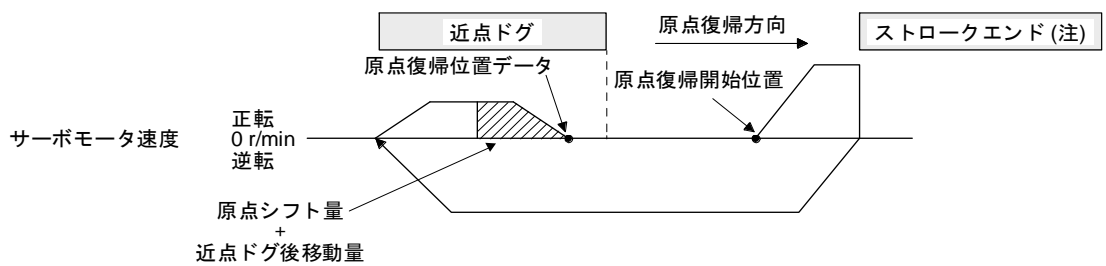 近点ドグ
原点復帰方向
ストロークエンド (注)
原点復帰位置データ
原点復帰開始位置
サーボモータ速度
正転
0 r/min
逆転
原点シフト量
+
近点ドグ後移動量